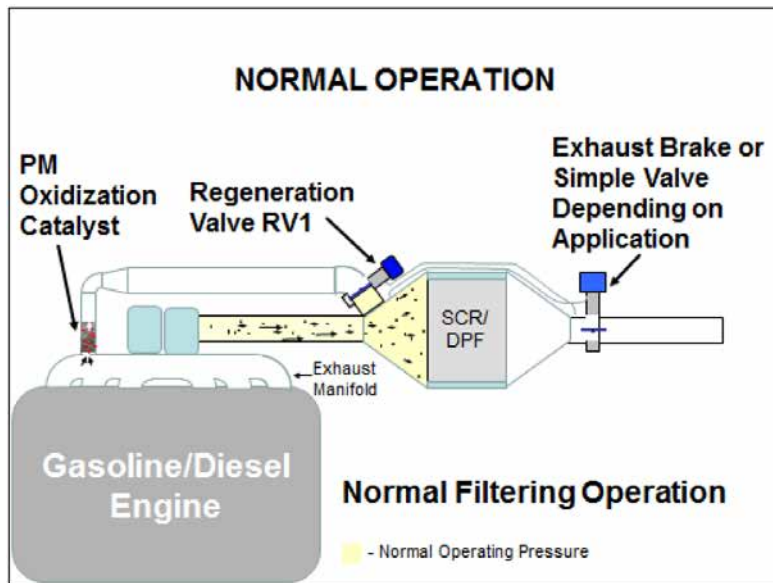 NORMAL OPERATION
PM
Oxidization
Catalyst
Regeneration
Valve RV1
Exhaust Brake or
Simple Valve
Depending on
Application
SCR/
DPF
Exhaust
Manifold
Gasoline/Diesel
Engine
Normal Filtering Operation
- Normal Operating Pressure